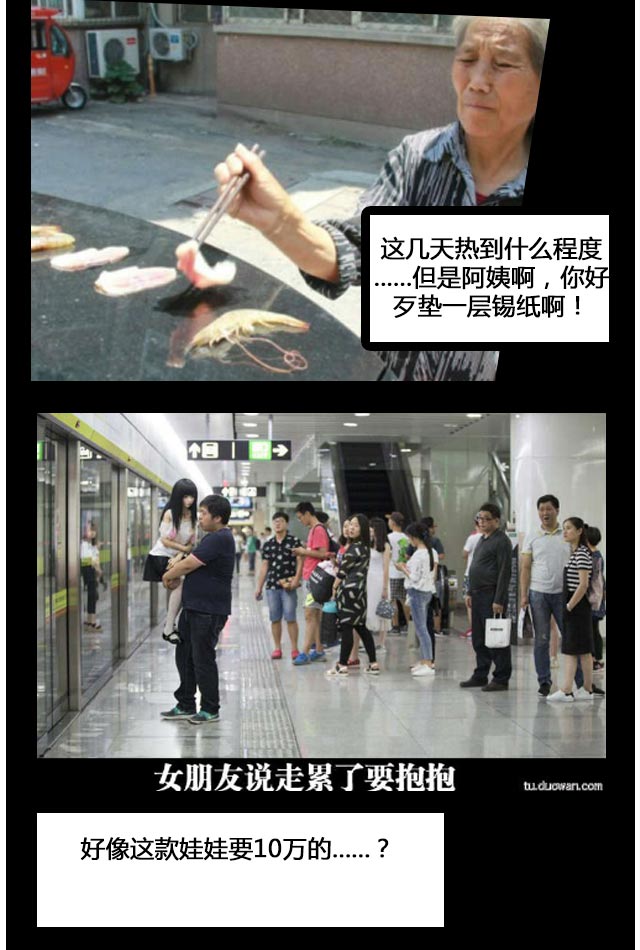 这几天热到什么程度
……但是阿姨啊，你好
歹垫一层锡纸啊！
女朋友说走累了要抱抱
tu.duowan.com
好像这款娃娃要10万的……？